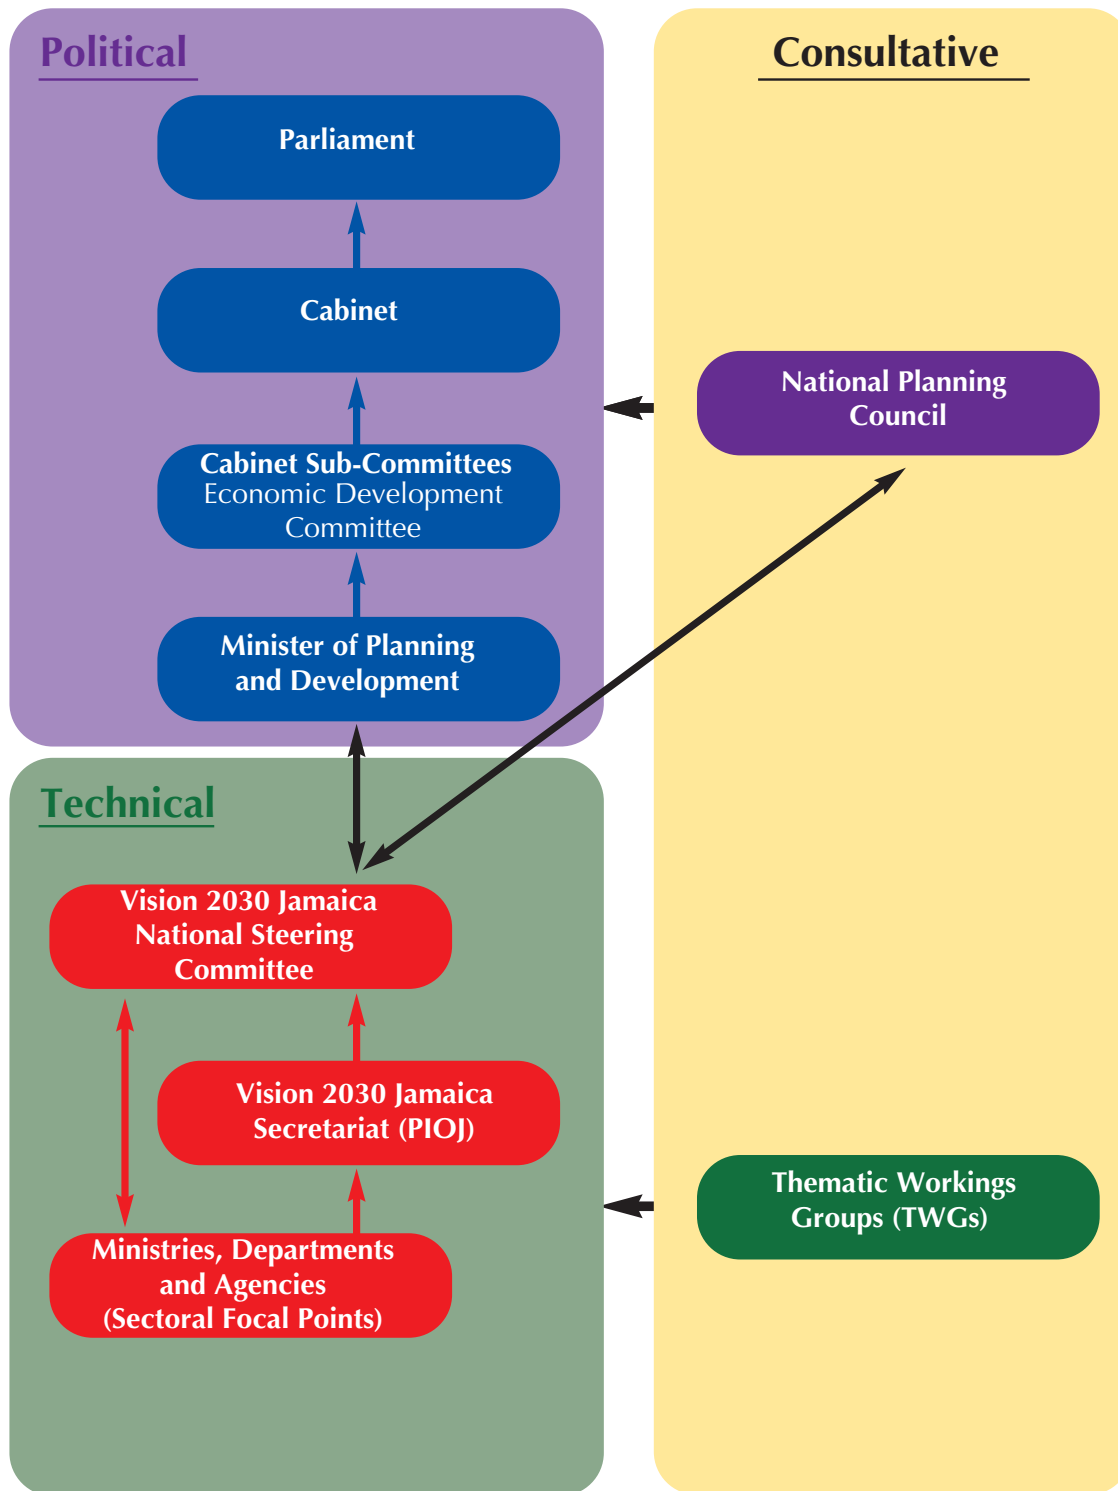 Political
Parliament
Cabinet
Cabinet Sub-Committees
Economic Development
Committee
Minister of Planning
and Development
Technical
Vision 2030 Jamaica
National Steering
Committee
Vision 2030 Jamaica
Secretariat (PIOJ)
Ministries, Departments
and Agencies
(Sectoral Focal Points)
Consultative
National Planning
Council
Thematic Workings
Groups (TWGs)